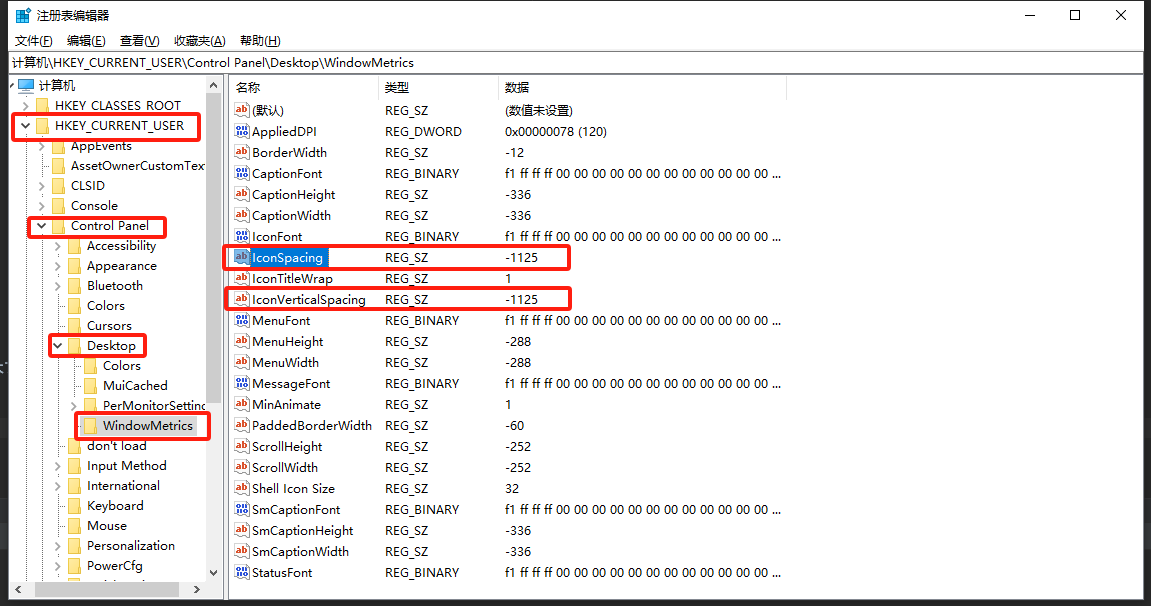 注册表编辑器
文件(F) 编辑(E) 查看(V) 收藏夹(A) 帮助(H)
计算机\HKEY_CURRENT_USER\Control Panel\Desktop\WindowMetrics
计算机
HKEY_CLASSES_ROOT
HKEY_CURRENT_USER
AppEvents
AssetOwnerCustomText
CLSID
Console
Control Panel
Accessibility
Appearance
Bluetooth
Colors
Cursors
Desktop
Colors
MuiCached
PerMonitorSetting
WindowMetrics
don't load
Input Method
International
Keyboard
Mouse
Personalization
PowerCfg
名称 类型 数据
(默认) REG_SZ (数值未设置)
AppliedDPI REG_DWORD 0x00000078 (120)
BorderWidth REG_SZ -12
CaptionFont REG_BINARY f1 ff ff ff 00 00 00 00 00 00 00 00 00 00 00 00 ...
CaptionHeight REG_SZ -336
CaptionWidth REG_SZ -336
IconFont REG_BINARY f1 ff ff ff 00 00 00 00 00 00 00 00 00 00 00 00 ...
IconSpacing REG_SZ -1125
IconTitleWrap REG_SZ 1
IconVerticalSpacing REG_SZ -1125
MenuFont REG_BINARY f1 ff ff ff 00 00 00 00 00 00 00 00 00 00 00 00 ...
MenuHeight REG_SZ -288
MenuWidth REG_SZ -288
MessageFont REG_BINARY f1 ff ff ff 00 00 00 00 00 00 00 00 00 00 00 00 ...
MinAnimate REG_SZ 1
PaddedBorderWidth REG_SZ -60
ScrollHeight REG_SZ -252
ScrollWidth REG_SZ -252
Shell Icon Size REG_SZ 32
SmCaptionFont REG_BINARY f1 ff ff ff 00 00 00 00 00 00 00 00 00 00 00 00 ...
SmCaptionHeight REG_SZ -336
SmCaptionWidth REG_SZ -336
StatusFont REG_BINARY f1 ff ff ff 00 00 00 00 00 00 00 00 00 00 00 00 ...